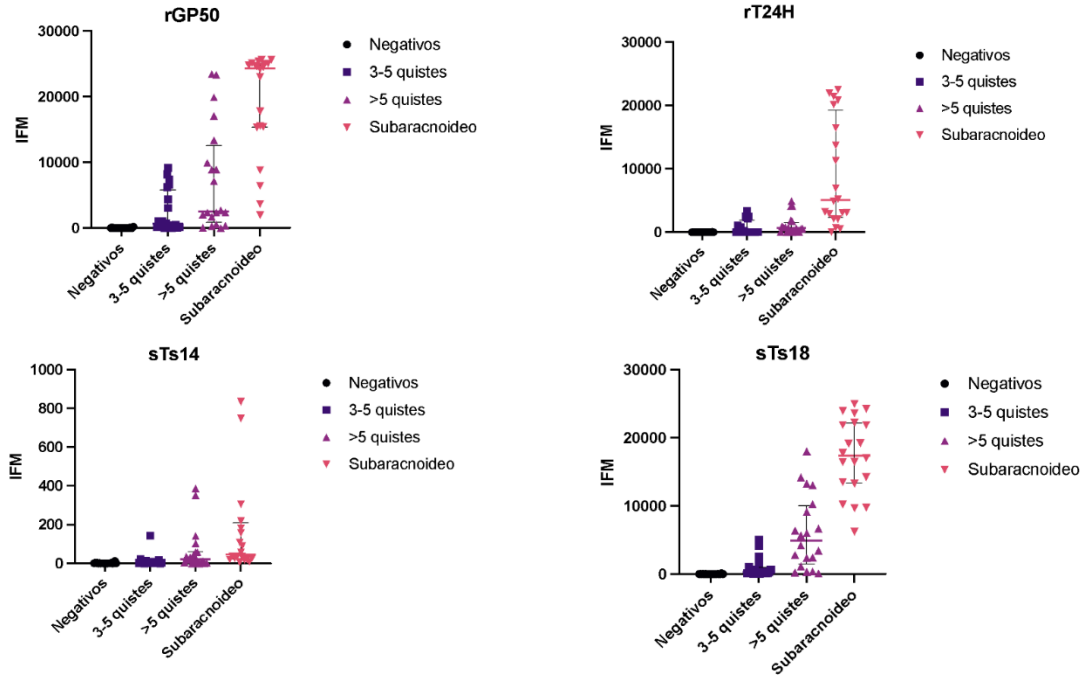 rGP50
30000
20000
10000
0
IFM
Negativos
3-5 quistes
>5 quistes
Subaracnoideo
Negativos
3-5 quistes
>5 quistes
Subaracnoideo
rT24H
30000
20000
10000
0
IFM
Negativos
3-5 quistes
>5 quistes
Subaracnoideo
Negativos
3-5 quistes
>5 quistes
Subaracnoideo
sTs14
1000
800
600
400
200
0
IFM
Negativos
3-5 quistes
>5 quistes
Subaracnoideo
Negativos
3-5 quistes
>5 quistes
Subaracnoideo
sTs18
30000
20000
10000
0
IFM
Negativos
3-5 quistes
>5 quistes
Subaracnoideo
Negativos
3-5 quistes
>5 quistes
Subaracnoideo